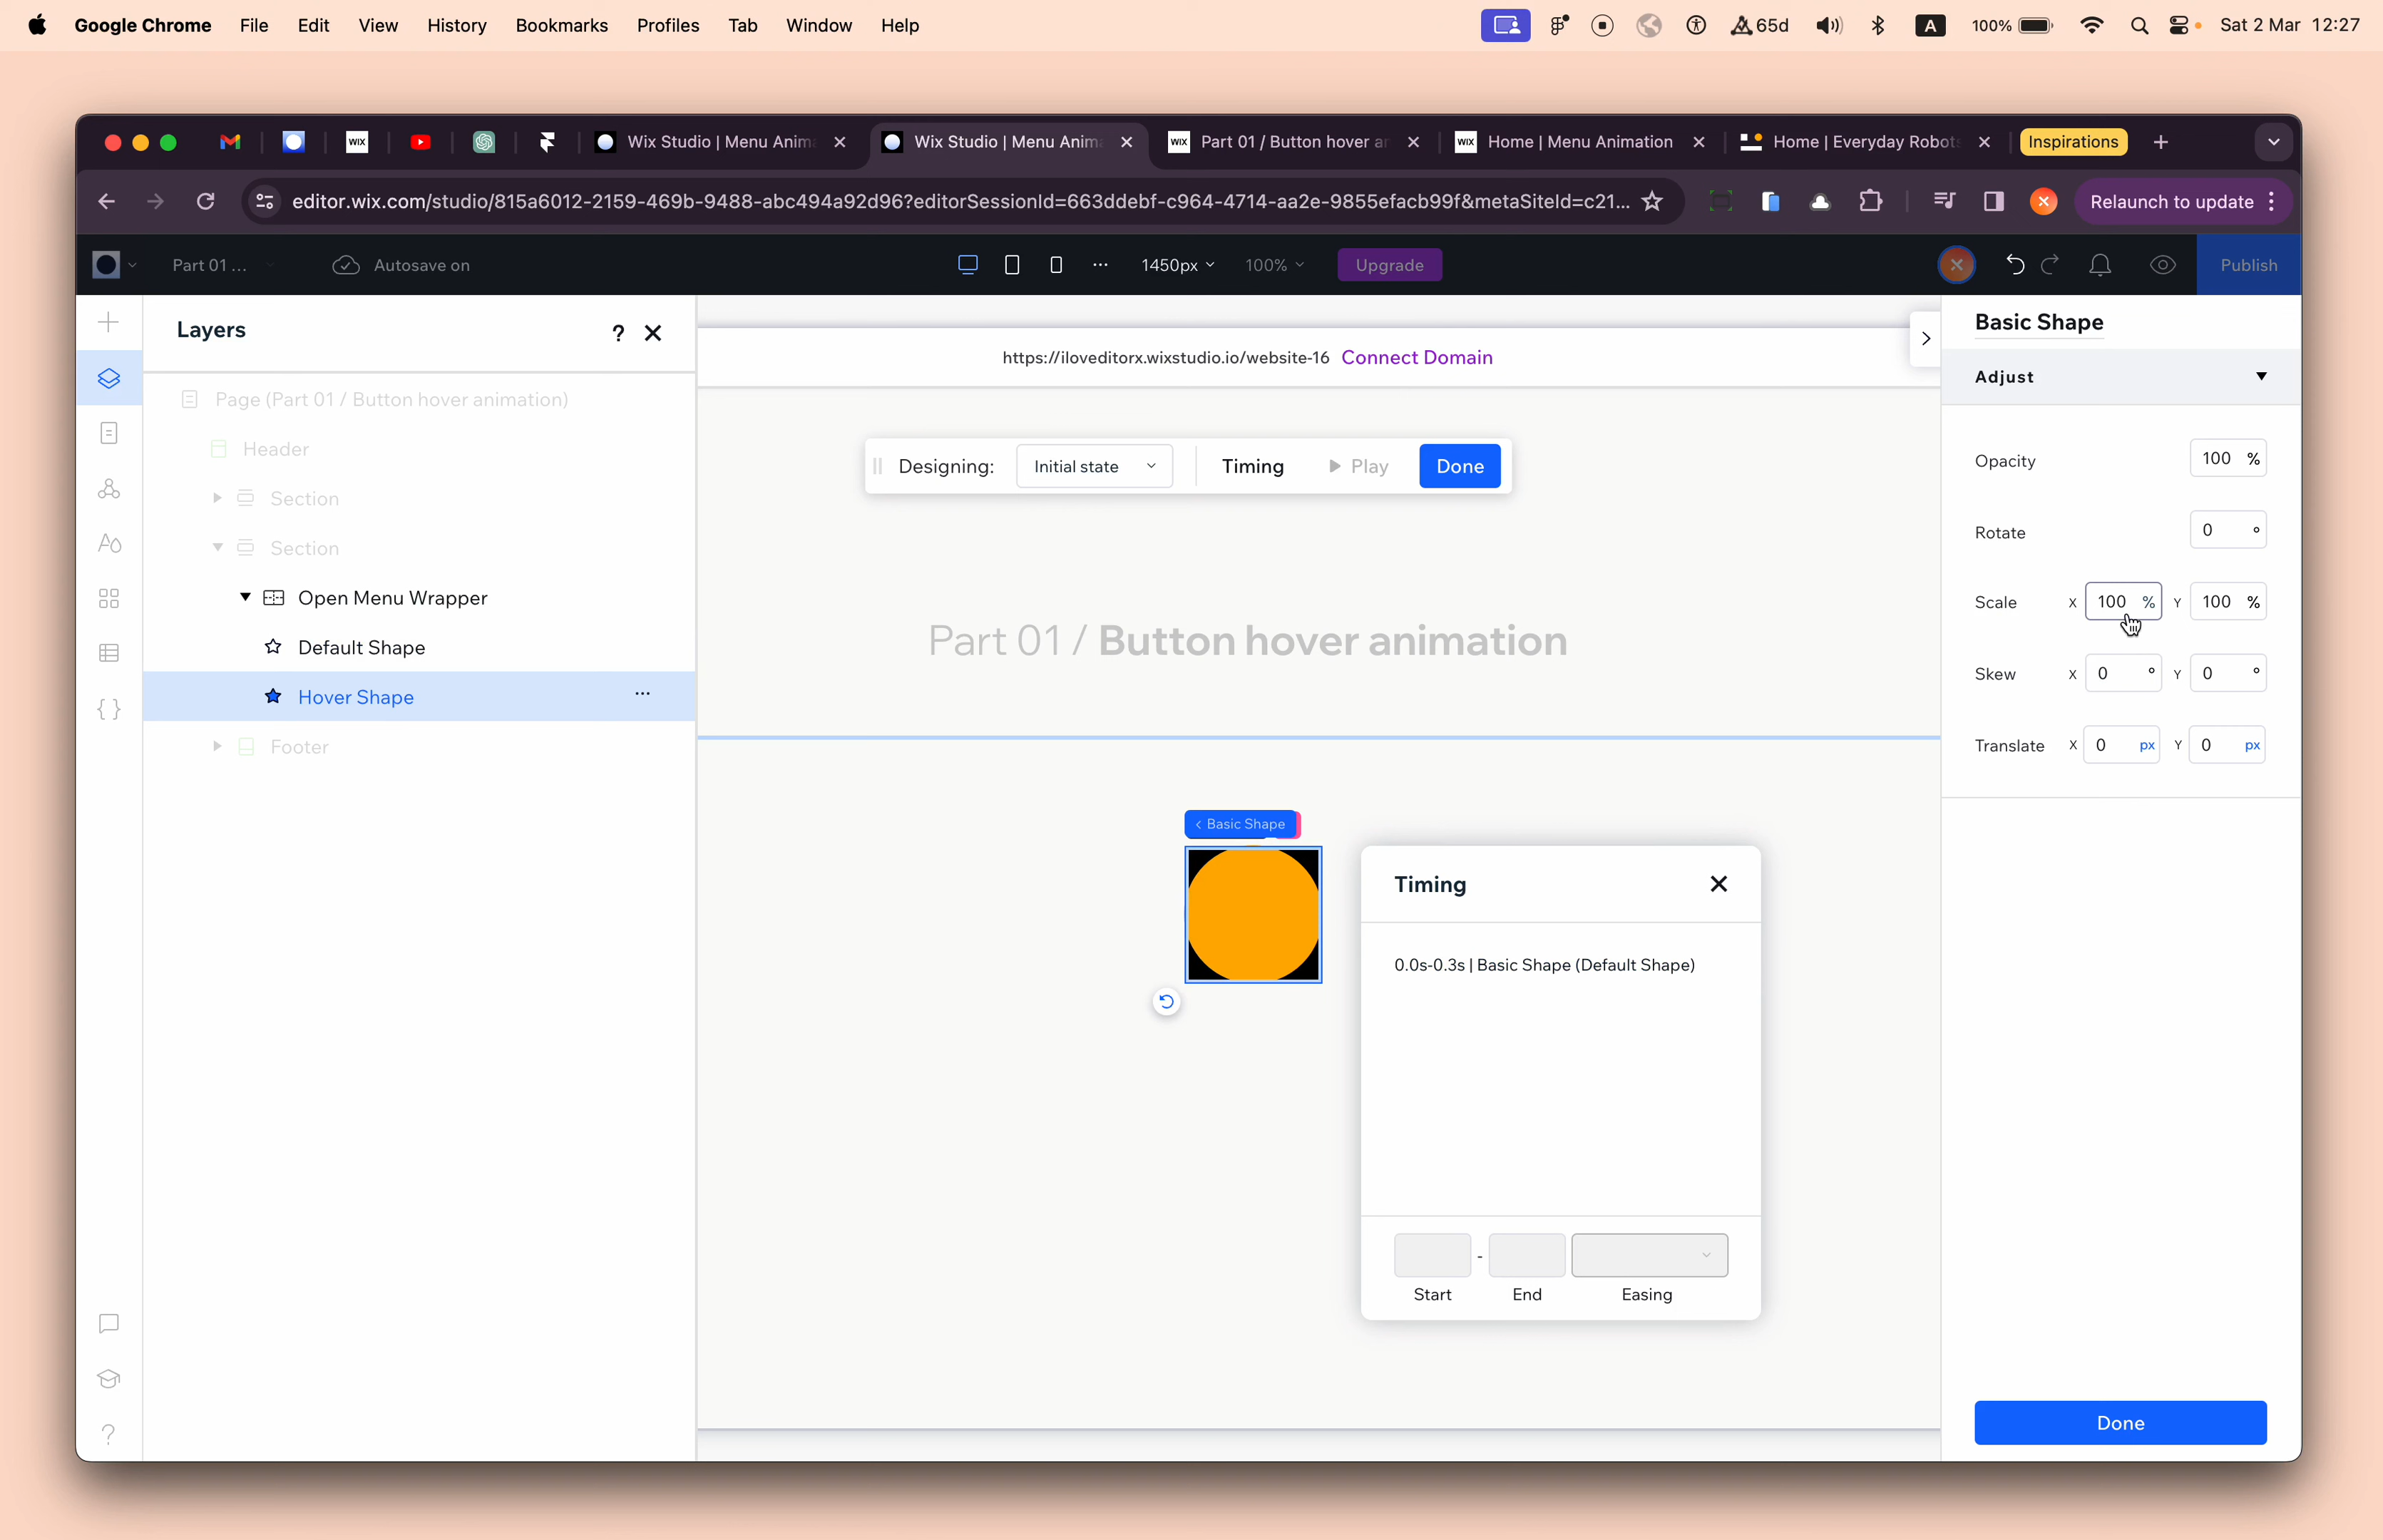 Google Chrome File Edit View History Bookmarks Profiles Tab Window Help 65d A 100% Sat 2 Mar 12:27
WIX Wix Studio | Menu Anim Wix Studio | Menu Anim WIX Part 01 / Button hover ar WIX Home | Menu Animation Home | Everyday Robots Inspirations
editor.wix.com/studio/815a6012-2159-469b-9488-abc494a92d96?editorSessionId=663ddebf-c964-4714-aa2e-9855efacb99f&metaSiteId=c21... Relaunch to update
Part 01 ... Autosave on 1450px 100% Upgrade Publish
Layers ?
Page (Part 01 / Button hover animation)
Header
Section
Section
Open Menu Wrapper
Default Shape
Hover Shape
Footer
https://iloveditorx.wixstudio.io/website-16 Connect Domain
Designing: Initial state Timing Play Done
Part 01 / Button hover animation
< Basic Shape
Timing
0.0s-0.3s | Basic Shape (Default Shape)
-
Start End Easing
Basic Shape
Adjust
Opacity 100 %
Rotate 0 °
Scale X 100 % Y 100 %
Skew X 0 ° Y 0 °
Translate X 0 px Y 0 px
Done